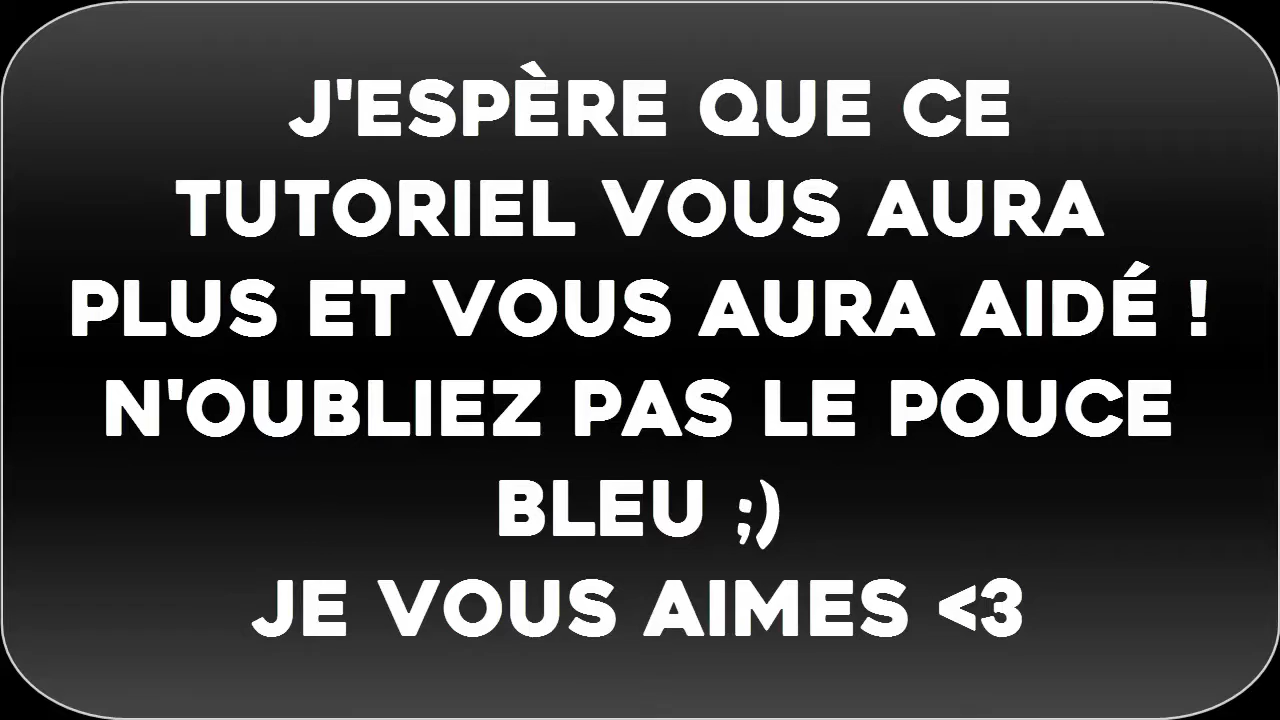 J'ESPÈRE QUE CE
TUTORIEL VOUS AURA
PLUS ET VOUS AURA AIDÉ !
N'OUBLIEZ PAS LE POUCE
BLEU ;)
JE VOUS AIMES <3